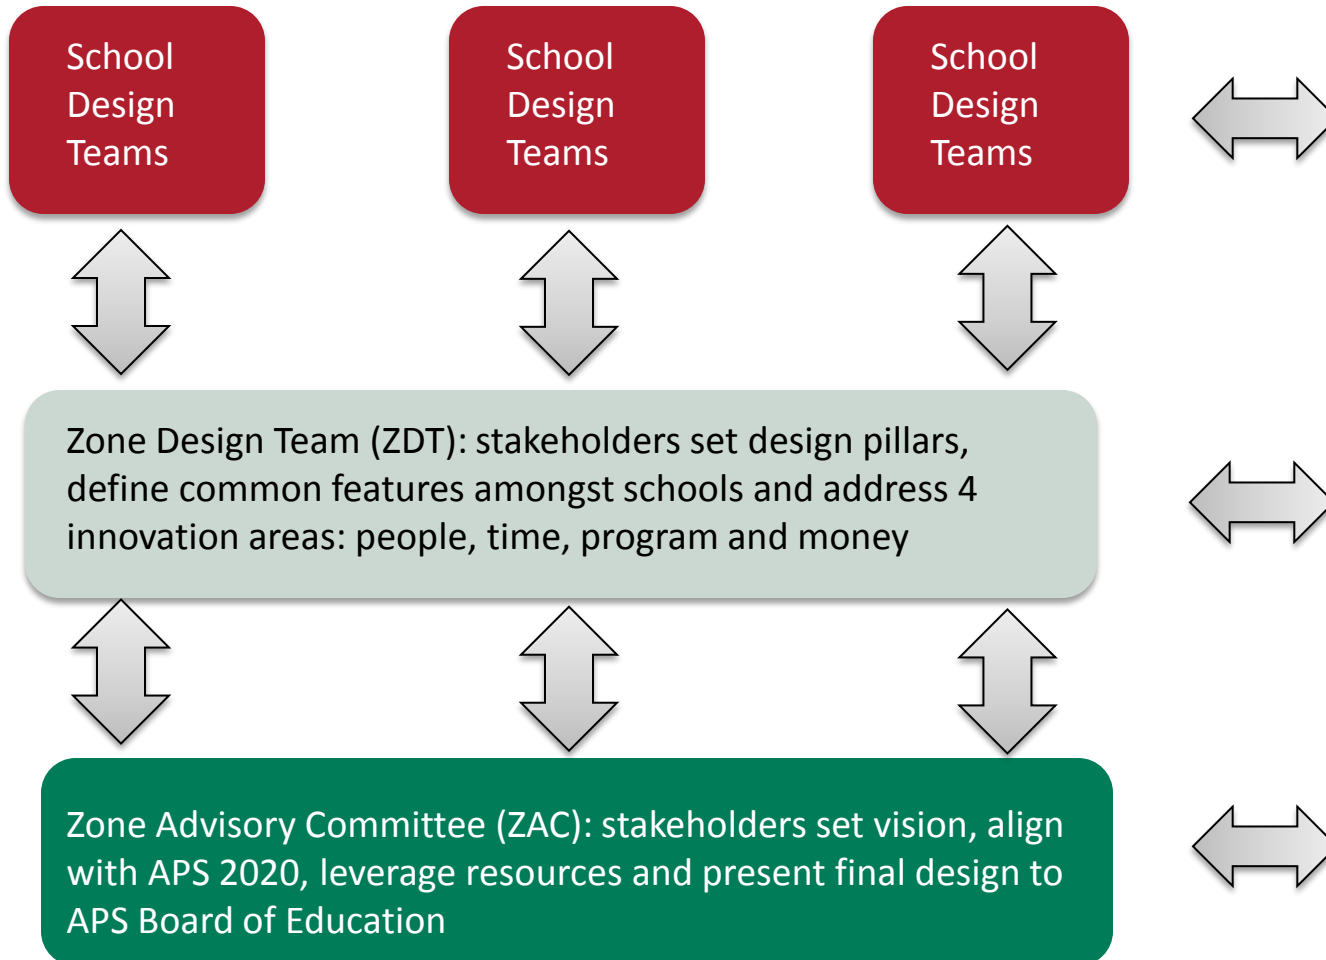 School
Design
Teams
School
Design
Teams
School
Design
Teams
Zone Design Team (ZDT): stakeholders set design pillars,
define common features amongst schools and address 4
innovation areas: people, time, program and money
Zone Advisory Committee (ZAC): stakeholders set vision, align
with APS 2020, leverage resources and present final design to
APS Board of Education